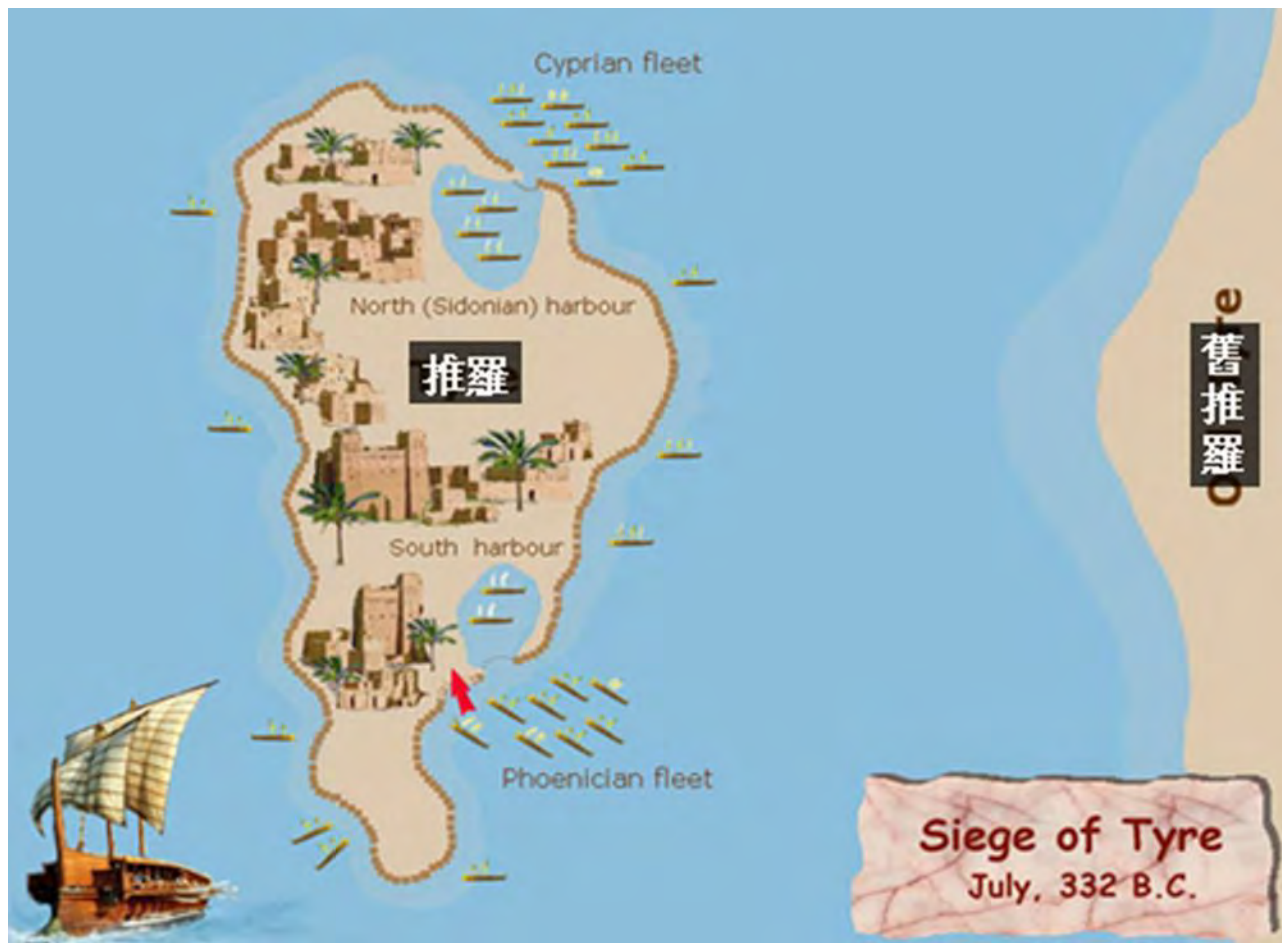 Cyprian fleet
North (Sidonian) harbour
推羅
舊推羅
South harbour
Phoenician fleet
Siege of Tyre
July, 332 B.C.